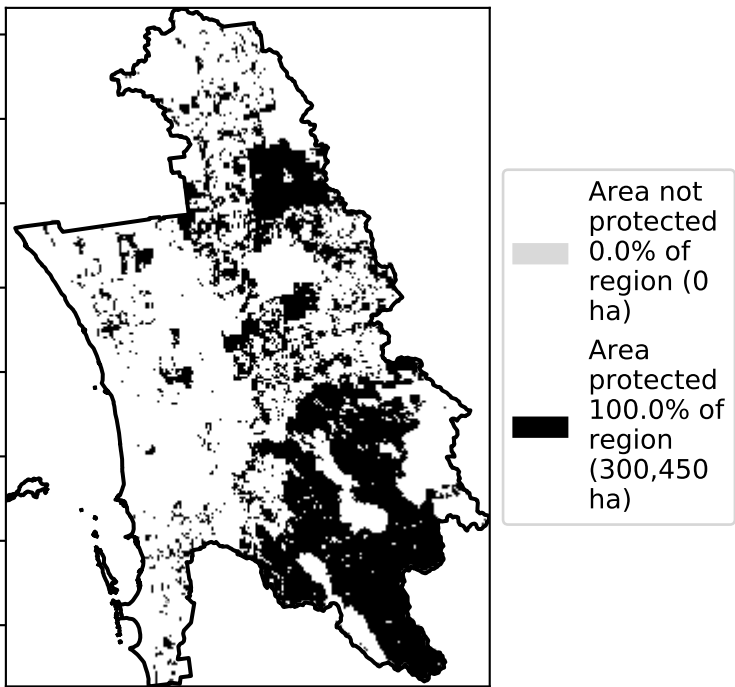 Area not
protected
0.0% of
region (0
ha)
Area
protected
100.0% of
region
(300,450
ha)